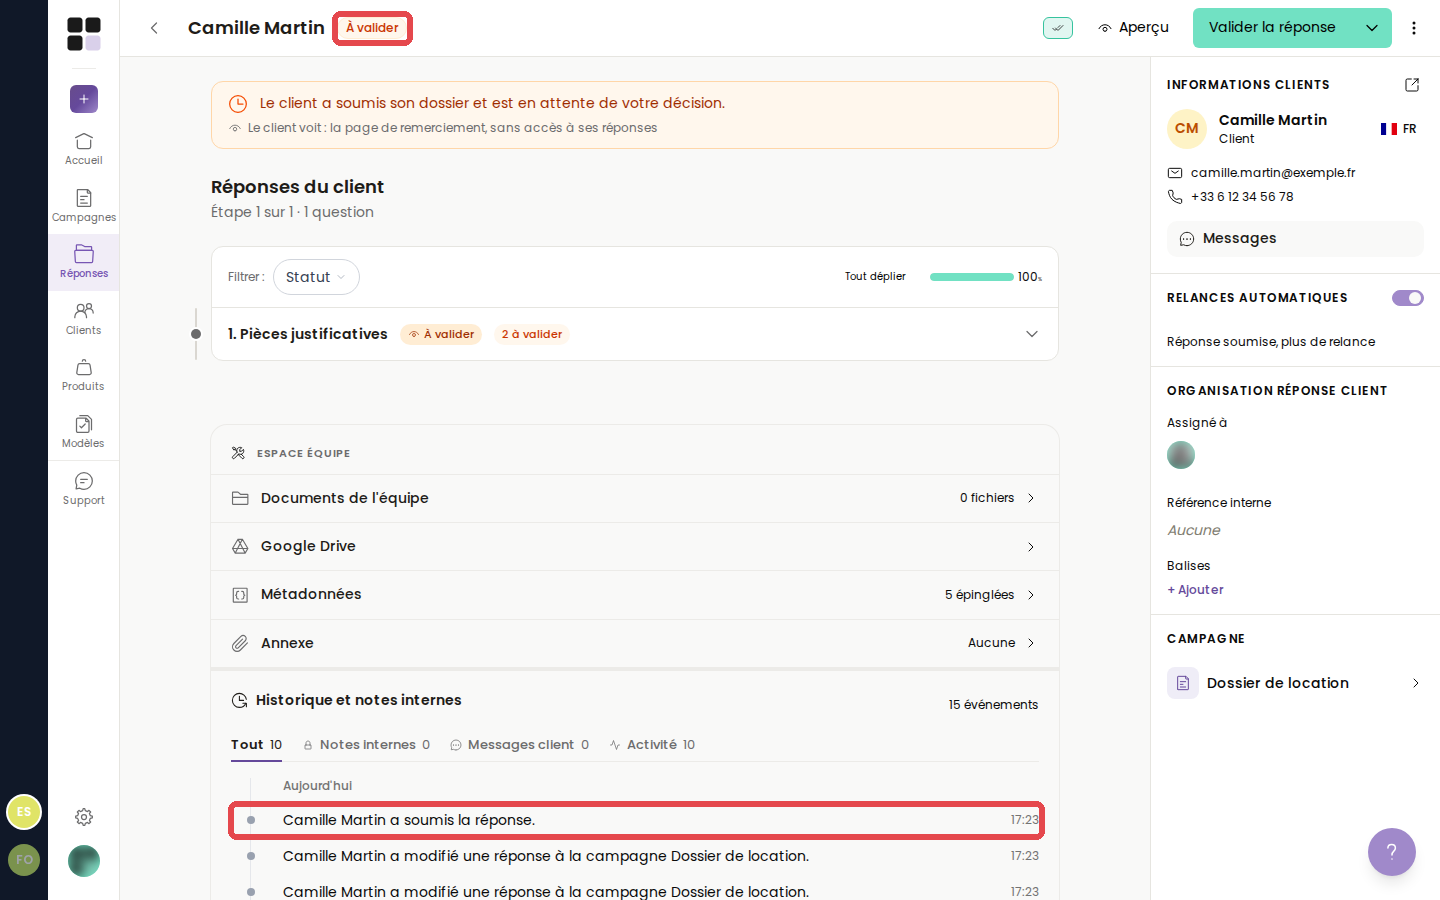 Camille Martin À valider
Aperçu
Valider la réponse
Accueil
Campagnes
Réponses
Clients
Produits
Modèles
Support
ES
FO
Le client a soumis son dossier et est en attente de votre décision.
Le client voit : la page de remerciement, sans accès à ses réponses
Réponses du client
Étape 1 sur 1 · 1 question
Filtrer : Statut
Tout déplier 100%
1. Pièces justificatives À valider 2 à valider
ESPACE ÉQUIPE
Documents de l'équipe 0 fichiers
Google Drive
Métadonnées 5 épinglées
Annexe Aucune
Historique et notes internes 15 événements
Tout 10 Notes internes 0 Messages client 0 Activité 10
Aujourd'hui
Camille Martin a soumis la réponse. 17:23
Camille Martin a modifié une réponse à la campagne Dossier de location. 17:23
Camille Martin a modifié une réponse à la campagne Dossier de location. 17:23
INFORMATIONS CLIENTS
CM
Camille Martin
Client
FR
camille.martin@exemple.fr
+33 6 12 34 56 78
Messages
RELANCES AUTOMATIQUES
Réponse soumise, plus de relance
ORGANISATION RÉPONSE CLIENT
Assigné à
Référence interne
Aucune
Balises
+ Ajouter
CAMPAGNE
Dossier de location
?